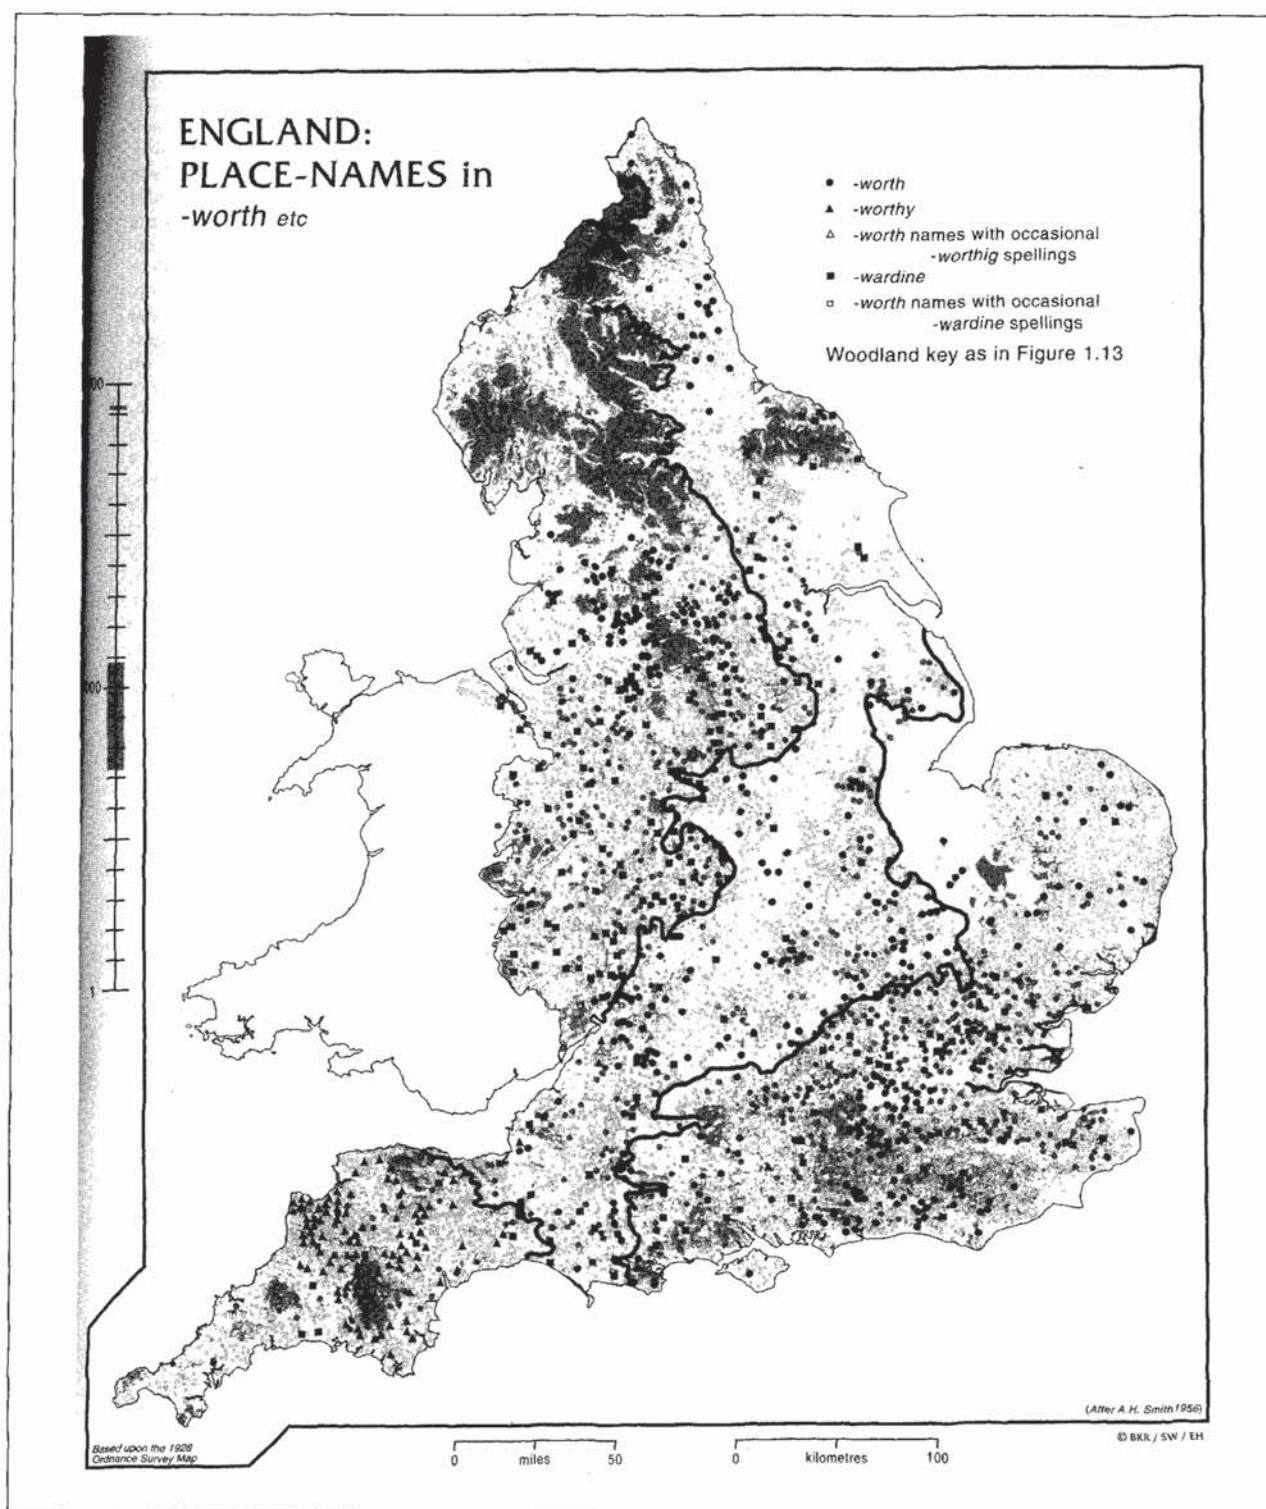 ENGLAND:
PLACE-NAMES in
-worth etc
-worth
-worthy
-worth names with occasional
-worthig spellings
-wardine
-worth names with occasional
-wardine spellings
Woodland key as in Figure 1.13
1
(After A.H. Smith 1956)
© BKR / SW / EH
Based upon the 1928
Ordnance Survey Map
0 miles 50
0 kilometres 100